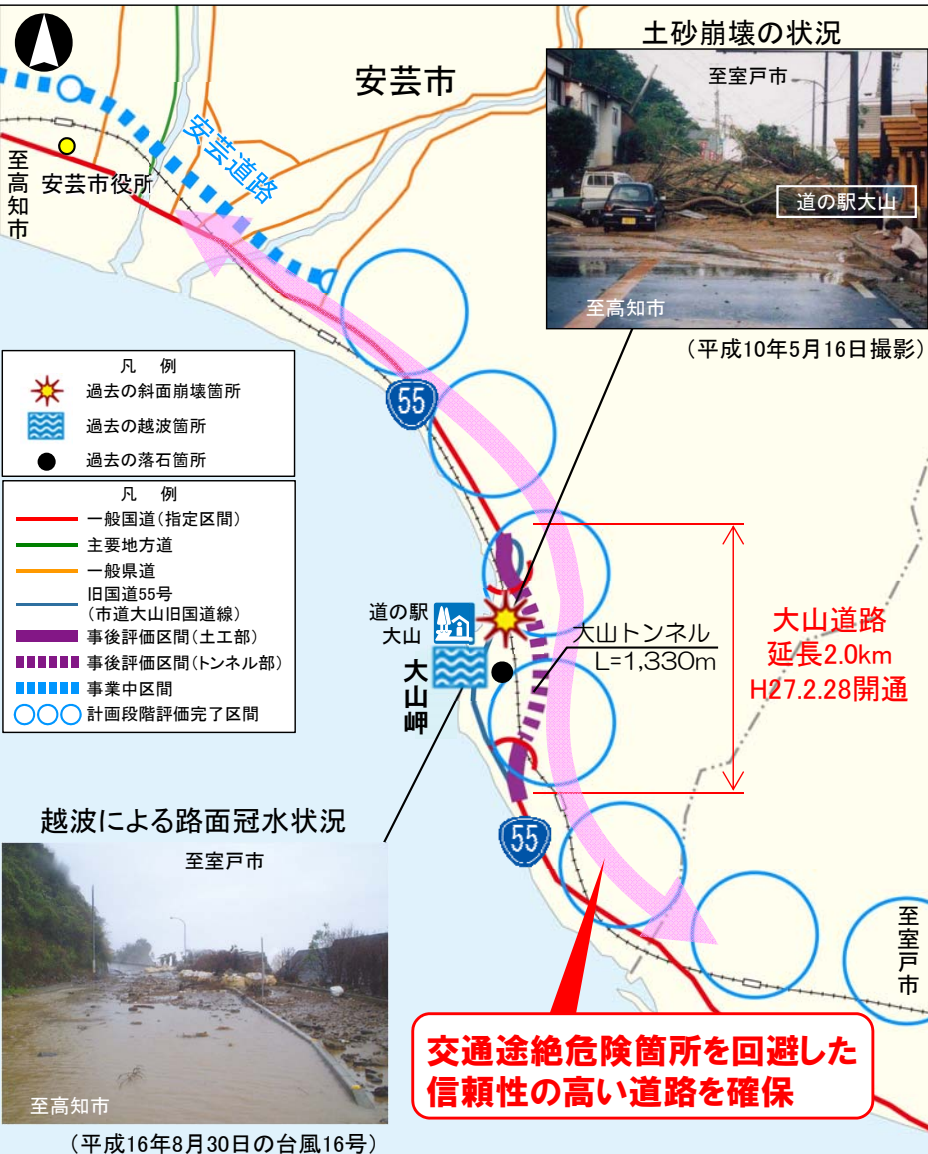 土砂崩壊の状況
至室戸市
道の駅大山
至高知市
(平成10年5月16日撮影)
安芸市
安芸道路
至高知市
安芸市役所
凡 例
過去の斜面崩壊箇所
過去の越波箇所
過去の落石箇所
凡 例
一般国道(指定区間)
主要地方道
一般県道
旧国道55号
(市道大山旧国道線)
事後評価区間(土工部)
事後評価区間(トンネル部)
事業中区間
計画段階評価完了区間
55
道の駅
大山
大山岬
大山トンネル
L=1,330m
大山道路
延長2.0km
H27.2.28開通
55
至室戸市
越波による路面冠水状況
至室戸市
至高知市
(平成16年8月30日の台風16号)
交通途絶危険箇所を回避した
信頼性の高い道路を確保